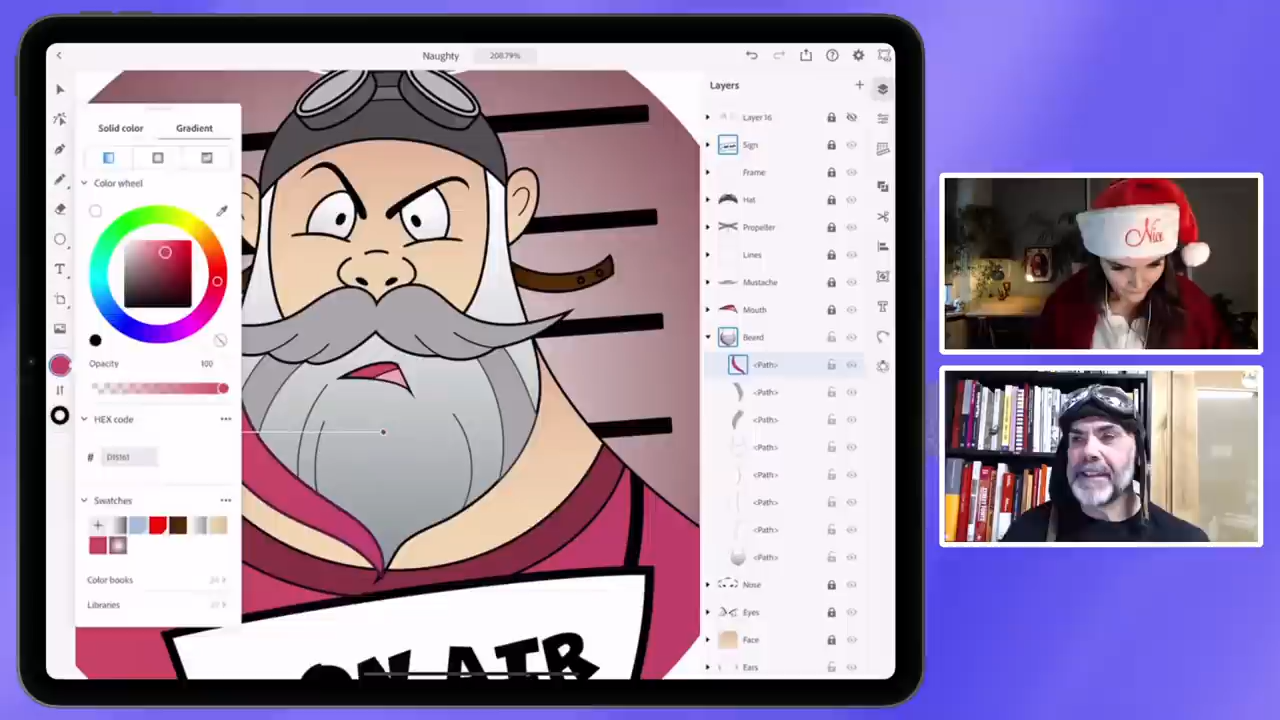 Naughty
208.79%
Layers
Solid color
Gradient
Color wheel
Opacity
100
HEX code
# D15161
Swatches
Color books
Libraries
Layer 16
Sign
Frame
Hat
Propeller
Lines
Mustache
Mouth
Beard
<Path>
<Path>
<Path>
<Path>
<Path>
<Path>
<Path>
<Path>
Nose
Eyes
Face
Ears
ON AIR
Nice